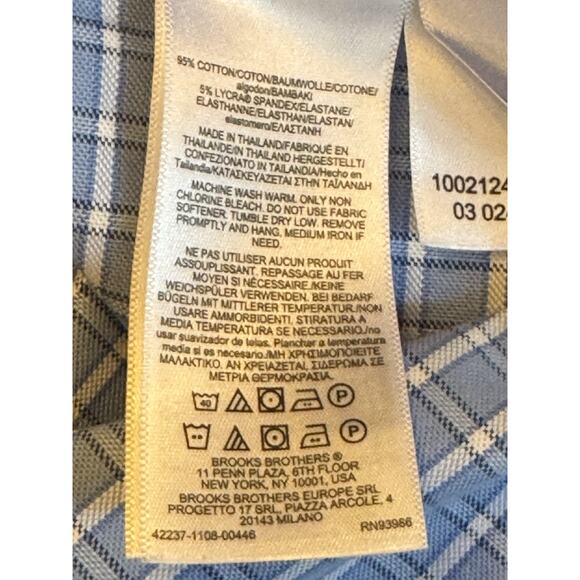 95% COTTON/COTON/BAUMWOLLE/COTONE/
algodon/BAMBAKI
5% LYCRA® SPANDEX/ELASTANE/
ELASTHANNE/ELASTHAN/ELASTAN/
elastomero/ΕΛΑΣΤΑΝΗ
MADE IN THAILAND/FABRIQUÉ EN
THAILANDE/IN THAILAND HERGESTELLT/
CONFEZIONATO IN TAILANDIA/Hecho en
Tailandia/ΚΑΤΑΣΚΕΥΑΖΕΤΑΙ ΣΤΗΝ ΤΑΪΛΑΝΔΗ
MACHINE WASH WARM. ONLY NON
CHLORINE BLEACH. DO NOT USE FABRIC
SOFTENER. TUMBLE DRY LOW. REMOVE
PROMPTLY AND HANG. MEDIUM IRON IF
NEED.
NE PAS UTILISER AUCUN PRODUIT
ASSOUPLISSANT. REPASSAGE AU FER
MOYEN SI NÉCESSAIRE./KEINE
WEICHSPÜLER VERWENDEN. BEI BEDARF
BÜGELN MIT MITTLERER TEMPERATUR./NON
USARE AMMORBIDENTI. STIRATURA A
MEDIA TEMPERATURA SE NECESSARIO./no
usar suavizador de telas. Planchar a temperatura
media si es necesario./ΜΗ ΧΡΗΣΙΜΟΠΟΙΕΙΤΕ
ΜΑΛΑΚΤΙΚΟ. ΑΝ ΧΡΕΙΑΖΕΤΑΙ, ΣΙΔΕΡΩΜΑ ΣΕ
ΜΕΤΡΙΑ ΘΕΡΜΟΚΡΑΣΙΑ.
40 P
P
BROOKS BROTHERS ®
11 PENN PLAZA, 6TH FLOOR
NEW YORK, NY 10001, USA
BROOKS BROTHERS EUROPE SRL
PROGETTO 17 SRL, PIAZZA ARCOLE, 4
20143 MILANO
42237-1108-00446 RN93986
1002124
03 024